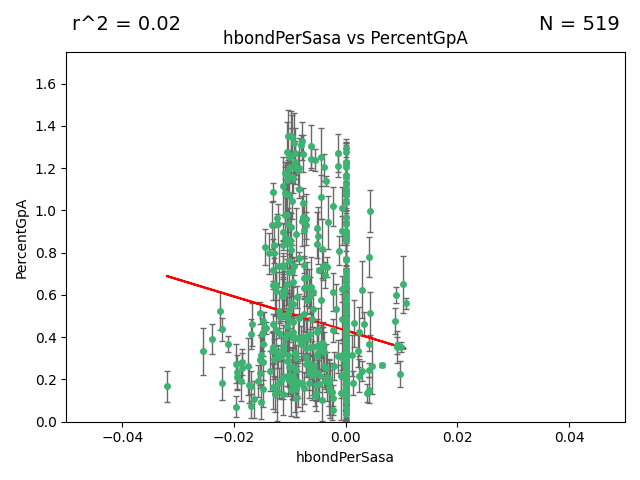 r^2 = 0.02
N = 519
hbondPerSasa vs PercentGpA
1.6
1.4
1.2
1.0
0.8
0.6
0.4
0.2
0.0
PercentGpA
−0.04
−0.02
0.00
0.02
0.04
hbondPerSasa